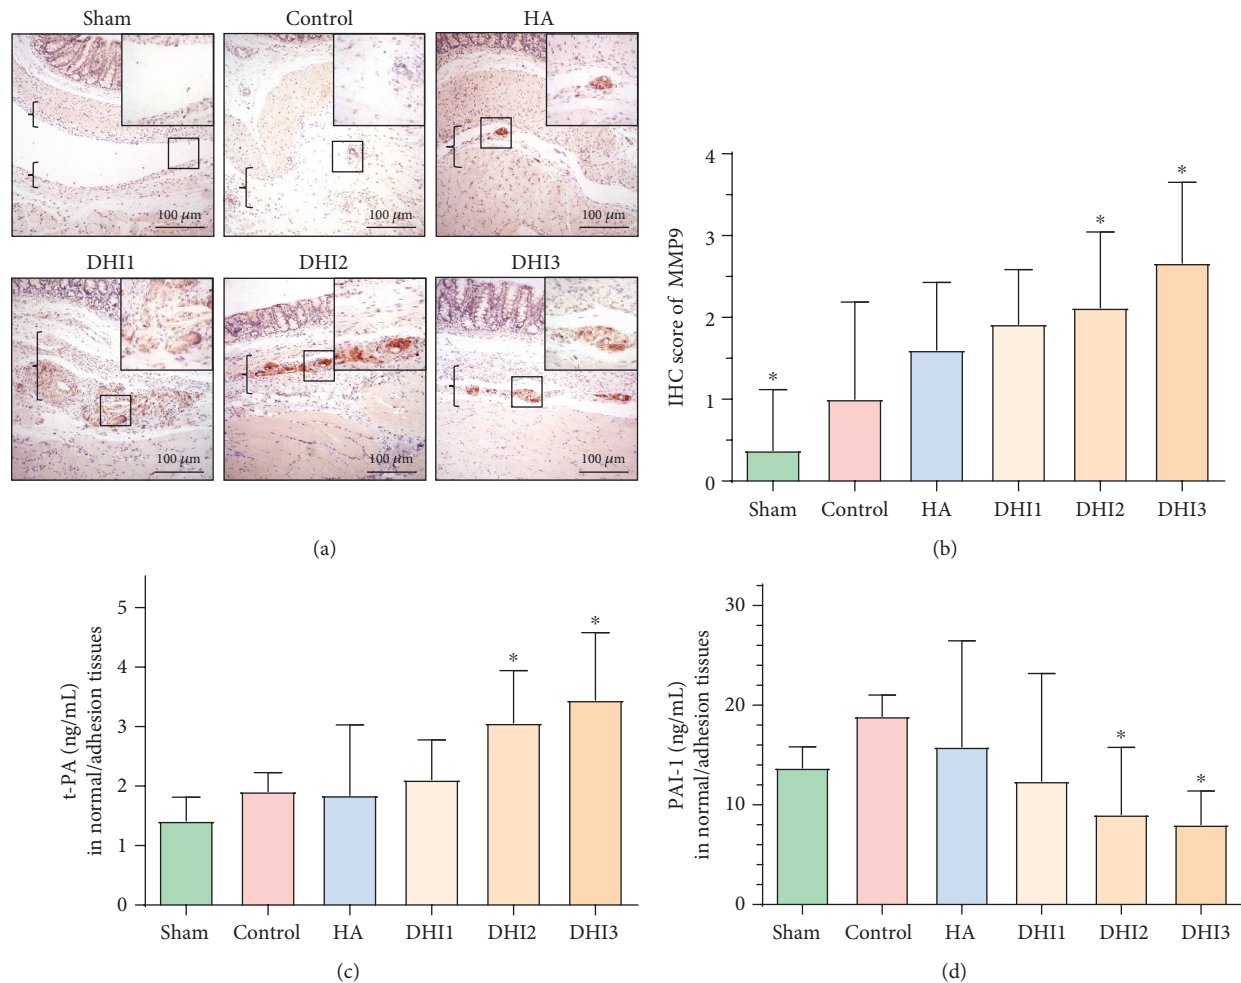 Sham Control HA
100 μm 100 μm 100 μm
DHI1 DHI2 DHI3
100 μm 100 μm 100 μm
(a)
IHC score of MMP9
4
3
2
1
0
* * *
Sham Control HA DHI1 DHI2 DHI3
(b)
t-PA (ng/mL)
in normal/adhesion tissues
5
4
3
2
1
0
* *
Sham Control HA DHI1 DHI2 DHI3
(c)
PAI-1 (ng/mL)
in normal/adhesion tissues
30
20
10
0
* *
Sham Control HA DHI1 DHI2 DHI3
(d)